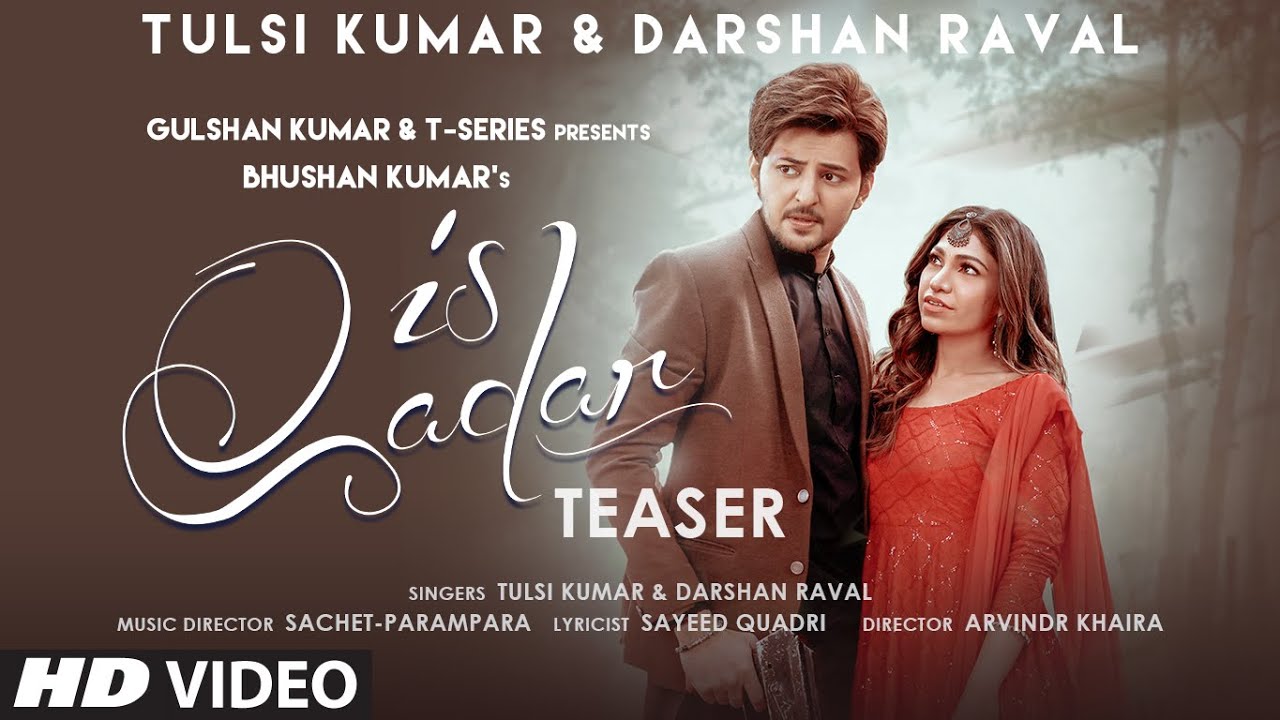 TULSI KUMAR & DARSHAN RAVAL
GULSHAN KUMAR & T-SERIES PRESENTS
BHUSHAN KUMAR'S
is
Qadar
TEASER
SINGERS TULSI KUMAR & DARSHAN RAVAL
MUSIC DIRECTOR SACHET-PARAMPARA LYRICIST SAYEED QUADRI DIRECTOR ARVINDR KHAIRA
HD VIDEO